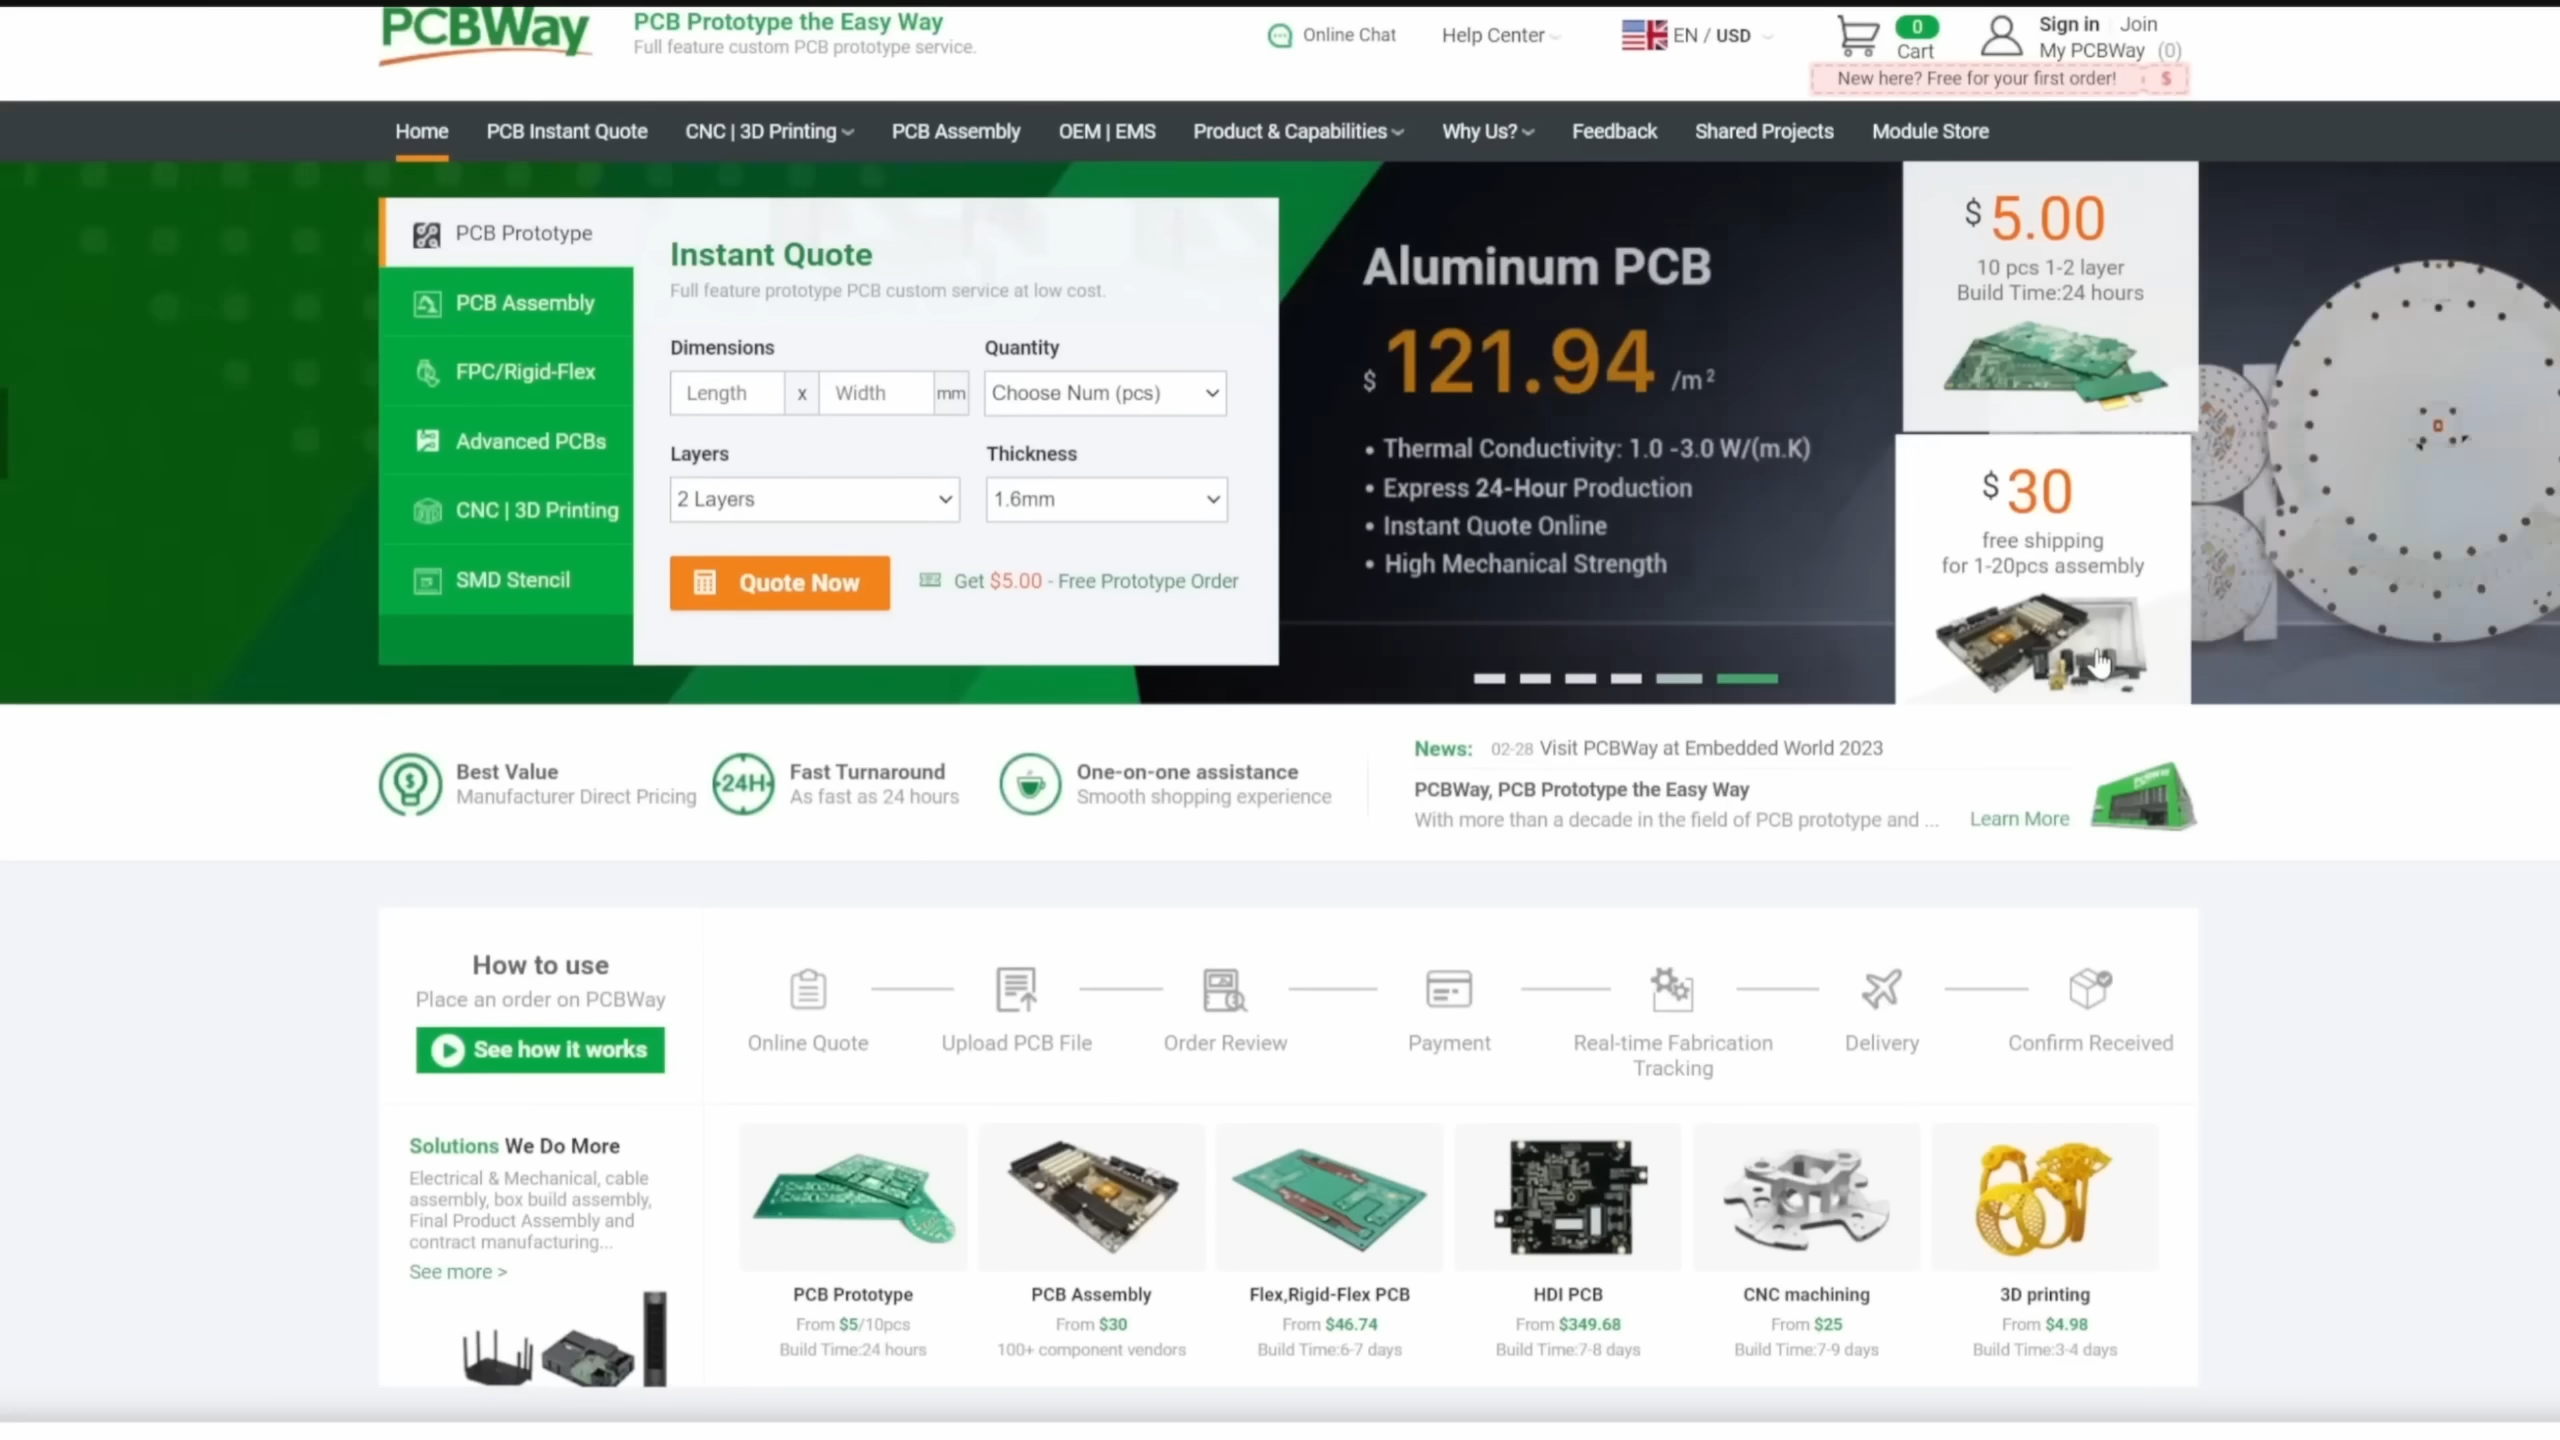 PCBWay
PCB Prototype the Easy Way
Full feature custom PCB prototype service.
Online Chat
Help Center
EN / USD
0
Cart
Sign in
Join
My PCBWay (0)
New here? Free for your first order!
$
Home
PCB Instant Quote
CNC | 3D Printing
PCB Assembly
OEM | EMS
Product & Capabilities
Why Us?
Feedback
Shared Projects
Module Store
PCB Prototype
PCB Assembly
FPC/Rigid-Flex
Advanced PCBs
CNC | 3D Printing
SMD Stencil
Instant Quote
Full feature prototype PCB custom service at low cost.
Dimensions
Quantity
Length
x
Width
mm
Choose Num (pcs)
Layers
Thickness
2 Layers
1.6mm
Quote Now
Get $5.00 - Free Prototype Order
Aluminum PCB
$ 121.94 /m²
• Thermal Conductivity: 1.0 -3.0 W/(m.K)
• Express 24-Hour Production
• Instant Quote Online
• High Mechanical Strength
$ 5.00
10 pcs 1-2 layer
Build Time:24 hours
$ 30
free shipping
for 1-20pcs assembly
Best Value
Manufacturer Direct Pricing
24H
Fast Turnaround
As fast as 24 hours
One-on-one assistance
Smooth shopping experience
News: 02-28 Visit PCBWay at Embedded World 2023
PCBWay, PCB Prototype the Easy Way
With more than a decade in the field of PCB prototype and ...
Learn More
How to use
Place an order on PCBWay
See how it works
Online Quote
Upload PCB File
Order Review
Payment
Real-time Fabrication
Tracking
Delivery
Confirm Received
Solutions We Do More
Electrical & Mechanical, cable
assembly, box build assembly,
Final Product Assembly and
contract manufacturing...
See more >
PCB Prototype
From $5/10pcs
Build Time:24 hours
PCB Assembly
From $30
100+ component vendors
Flex,Rigid-Flex PCB
From $46.74
Build Time:6-7 days
HDI PCB
From $349.68
Build Time:7-8 days
CNC machining
From $25
Build Time:7-9 days
3D printing
From $4.98
Build Time:3-4 days